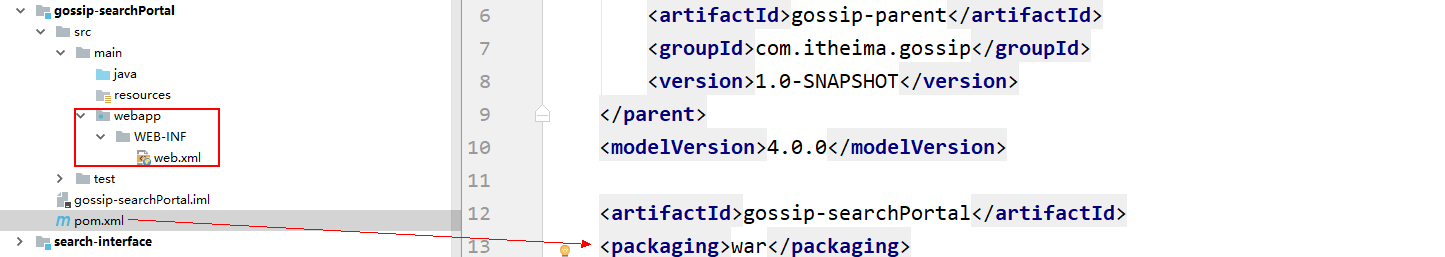 gossip-searchPortal
src
main
java
resources
webapp
WEB-INF
web.xml
test
gossip-searchPortal.iml
pom.xml
search-interface
6 <artifactId>gossip-parent</artifactId>
7 <groupId>com.itheima.gossip</groupId>
8 <version>1.0-SNAPSHOT</version>
9 </parent>
10 <modelVersion>4.0.0</modelVersion>
11
12 <artifactId>gossip-searchPortal</artifactId>
13 <packaging>war</packaging>